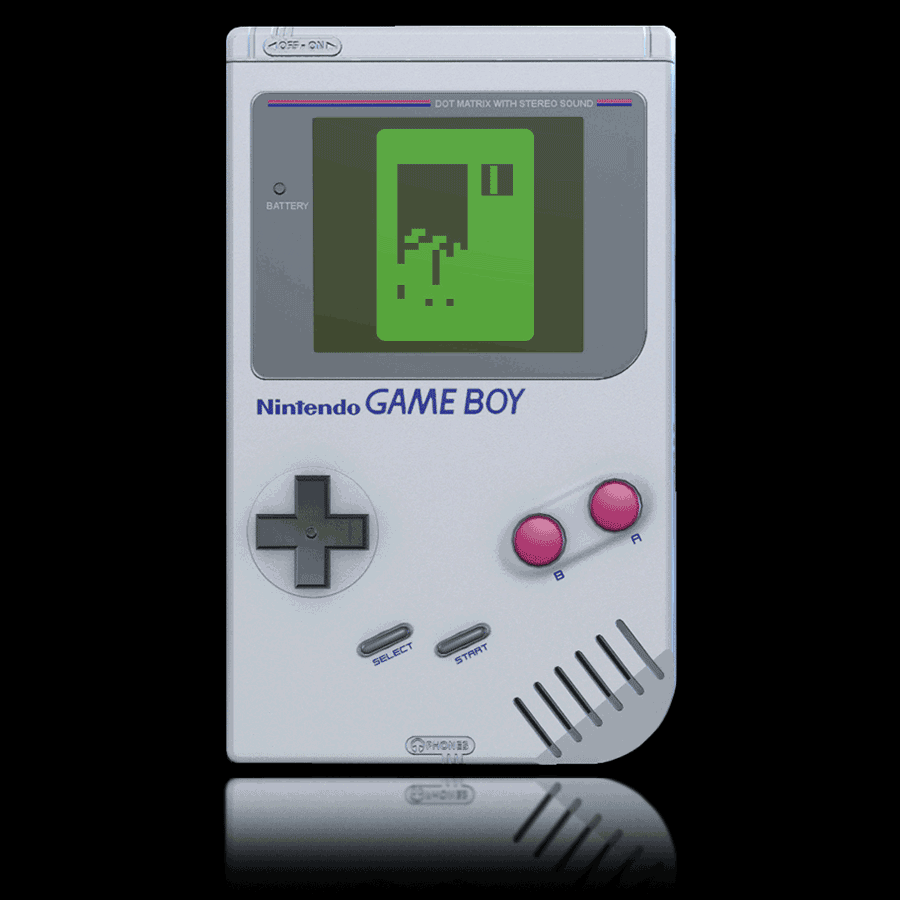 OFF - ON
DOT MATRIX WITH STEREO SOUND
BATTERY
Nintendo GAME BOY
A
B
SELECT
START
PHONES